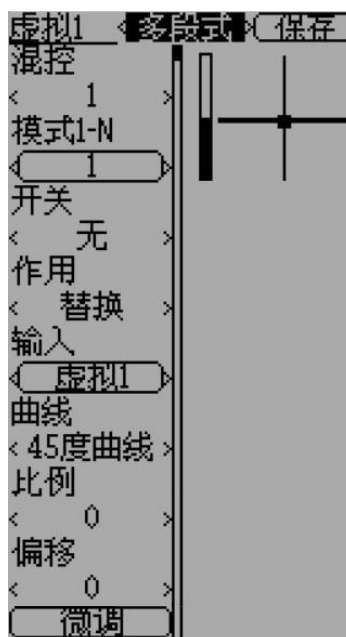 虚拟1 多段式 保存
混控
< 1 >
模式1-N
1
开关
< 无 >
作用
< 替换 >
输入
虚拟1
曲线
< 45度曲线 >
比例
< 0 >
偏移
< 0 >
微调